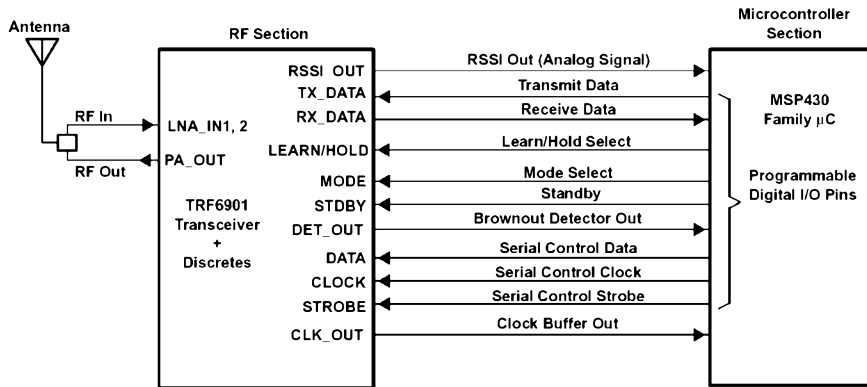 Antenna
RF In
RF Out
RF Section
RSSI_OUT
TX_DATA
RX_DATA
LNA_IN1, 2
LEARN/HOLD
PA_OUT
MODE
STDBY
DET_OUT
DATA
CLOCK
STROBE
CLK_OUT
TRF6901
Transceiver
+
Discretes
RSSI Out (Analog Signal)
Transmit Data
Receive Data
Learn/Hold Select
Mode Select
Standby
Brownout Detector Out
Serial Control Data
Serial Control Clock
Serial Control Strobe
Clock Buffer Out
Microcontroller
Section
MSP430
Family µC
Programmable
Digital I/O Pins